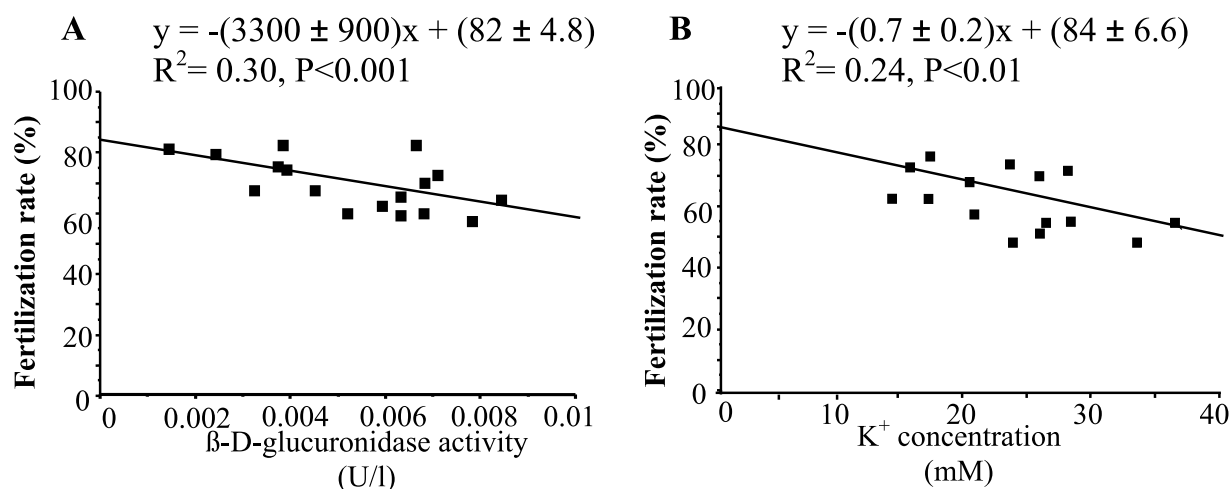 A y = -(3300 ± 900)x + (82 ± 4.8)
R²= 0.30, P<0.001
Fertilization rate (%)
100
80
60
40
20
0
0 0.002 0.004 0.006 0.008 0.01
ß-D-glucuronidase activity
(U/l)
B y = -(0.7 ± 0.2)x + (84 ± 6.6)
R²= 0.24, P<0.01
Fertilization rate (%)
100
80
60
40
20
0
0 10 20 30 40
K⁺ concentration
(mM)